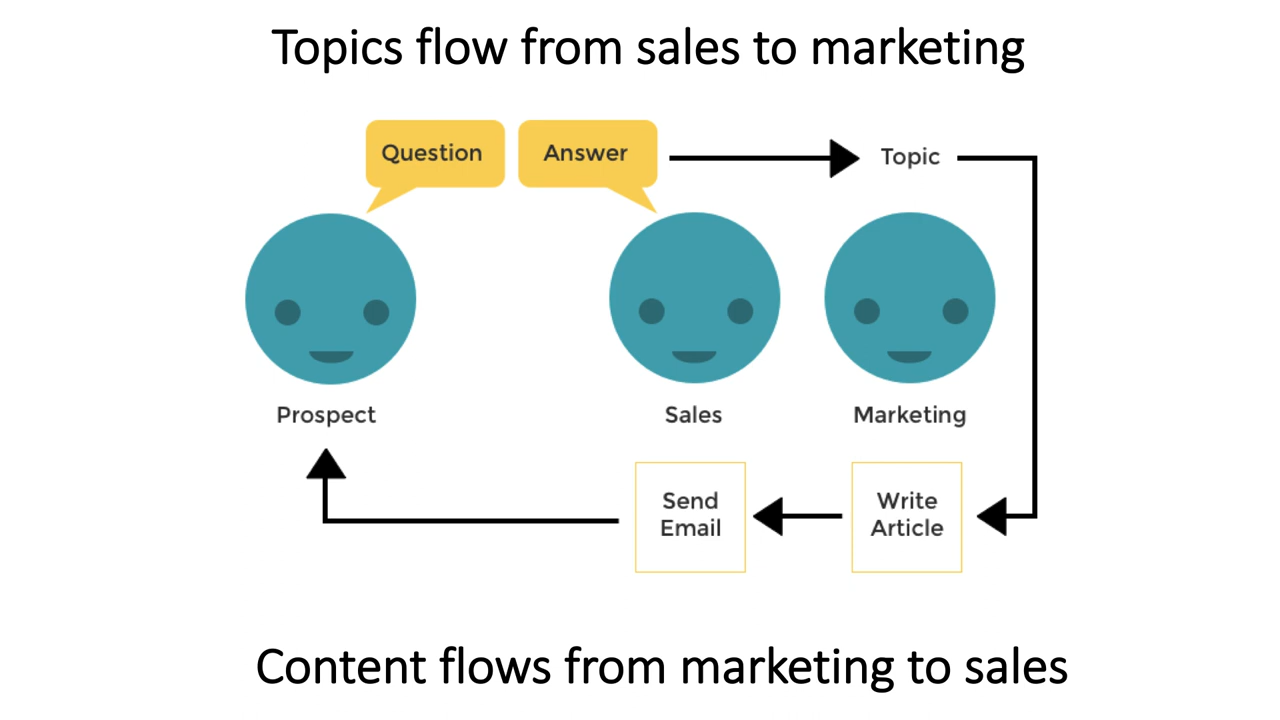 Topics flow from sales to marketing
Question
Answer
Topic
Prospect
Sales
Marketing
Send
Email
Write
Article
Content flows from marketing to sales